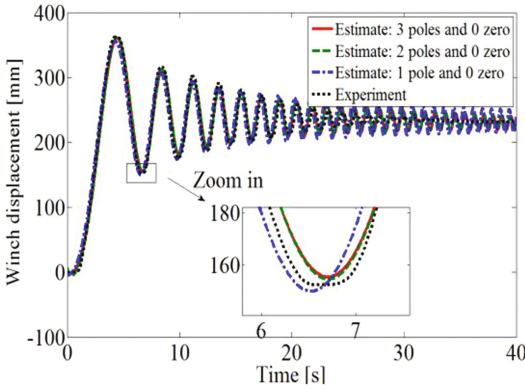 400
300
200
100
0
-100
Winch displacement [mm]
Estimate: 3 poles and 0 zero
Estimate: 2 poles and 0 zero
Estimate: 1 pole and 0 zero
Experiment
Zoom in
180
160
6 7
0 10 20 30 40
Time [s]